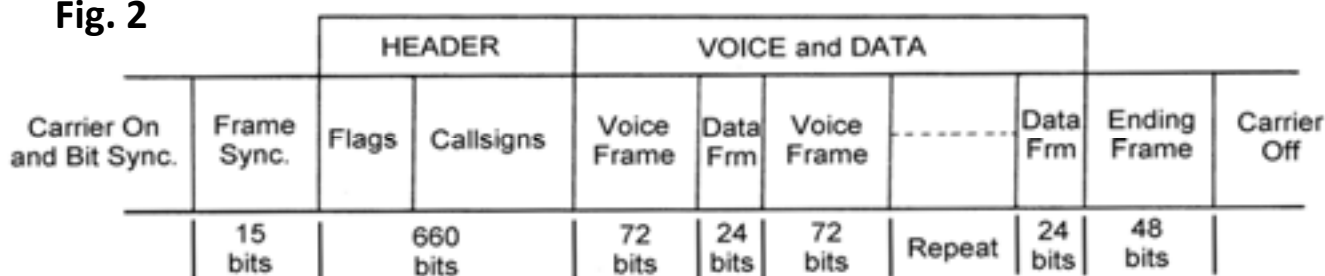 Fig. 2
HEADER VOICE and DATA
Carrier On and Bit Sync. Frame Sync. Flags Callsigns Voice Frame Data Frm Voice Frame Data Frm Ending Frame Carrier Off
15 bits 660 bits 72 bits 24 bits 72 bits Repeat 24 bits 48 bits